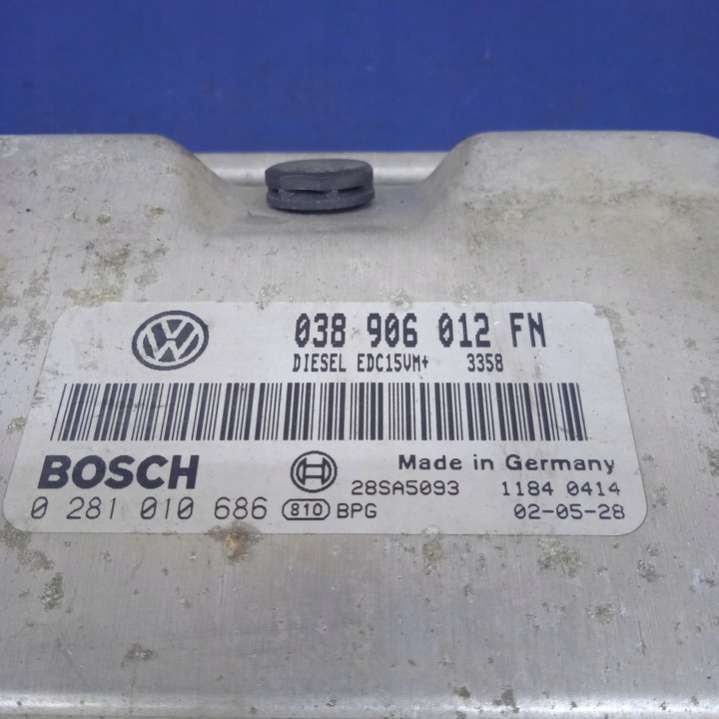 038 906 012 FN
DIESEL EDC15VM+ 3358
BOSCH
Made in Germany
28SA5093 1184 0414
0 281 010 686 810 BPG 02-05-28